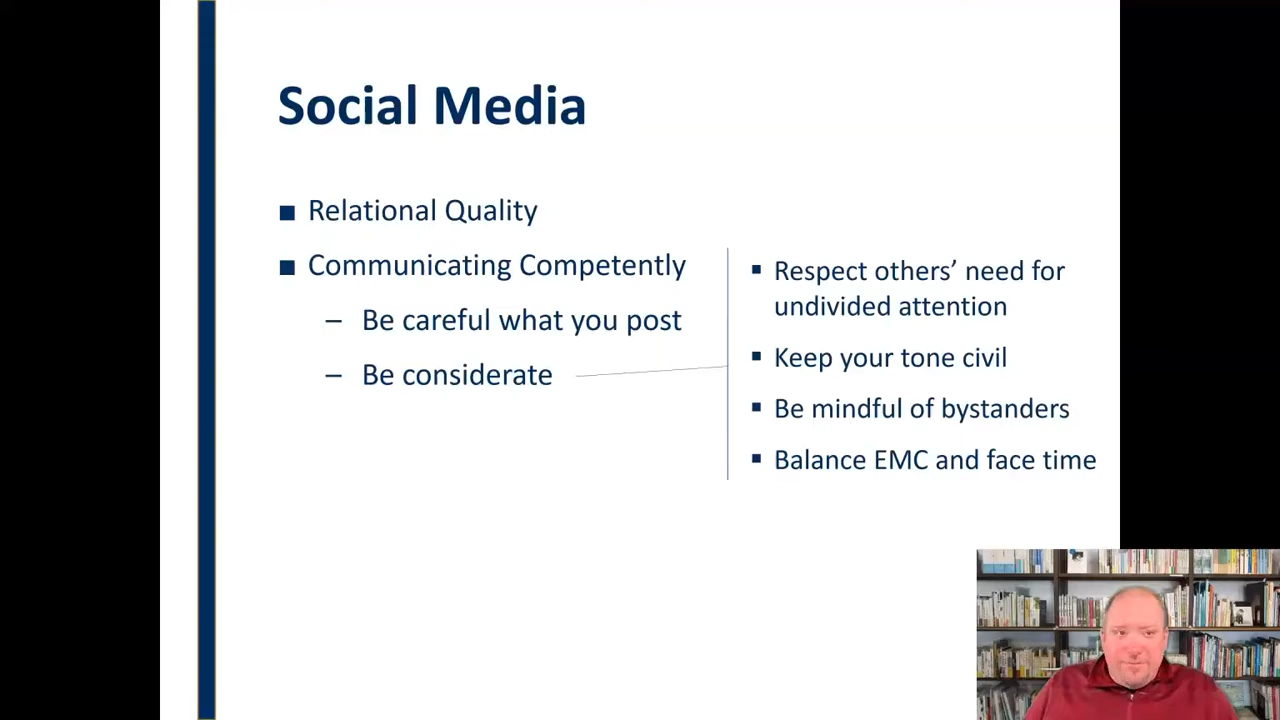 Social Media
■ Relational Quality
■ Communicating Competently
– Be careful what you post
– Be considerate
▪ Respect others’ need for
undivided attention
▪ Keep your tone civil
▪ Be mindful of bystanders
▪ Balance EMC and face time